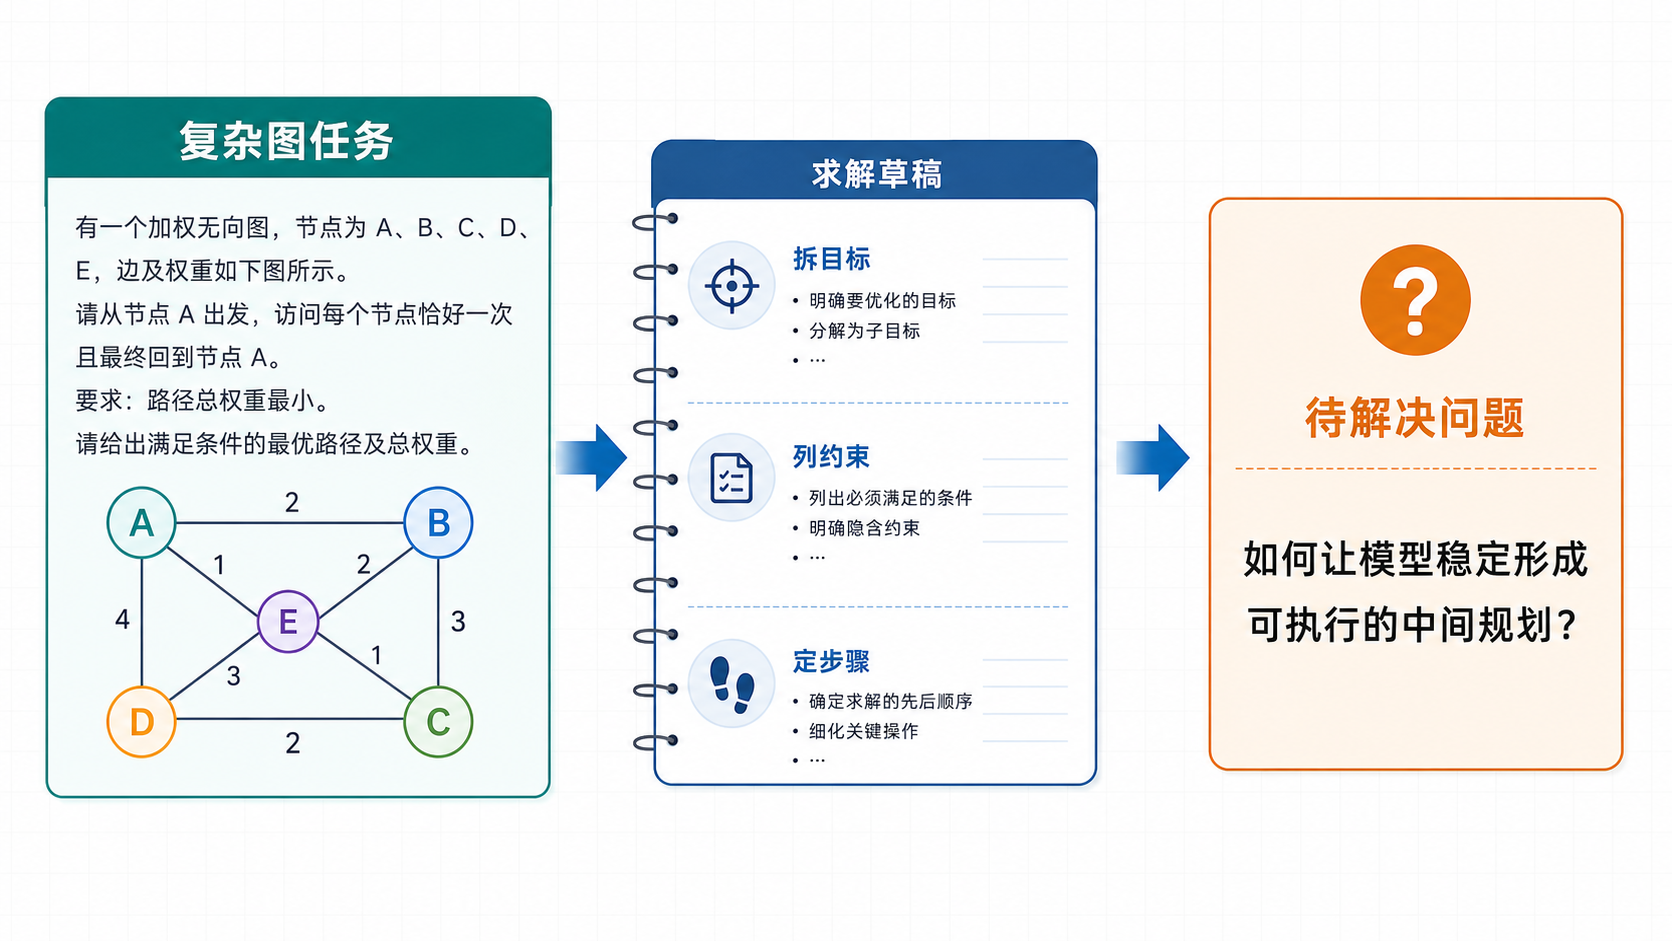 复杂图任务
有一个加权无向图，节点为 A、B、C、D、
E，边及权重如下图所示。
请从节点 A 出发，访问每个节点恰好一次
且最终回到节点 A。
要求：路径总权重最小。
请给出满足条件的最优路径及总权重。
A
2
B
1
2
4
E
3
3
1
D
2
C
求解草稿
拆目标
• 明确要优化的目标
• 分解为子目标
• ...
列约束
• 列出必须满足的条件
• 明确隐含约束
• ...
定步骤
• 确定求解的先后顺序
• 细化关键操作
• ...
?
待解决问题
如何让模型稳定形成
可执行的中间规划？